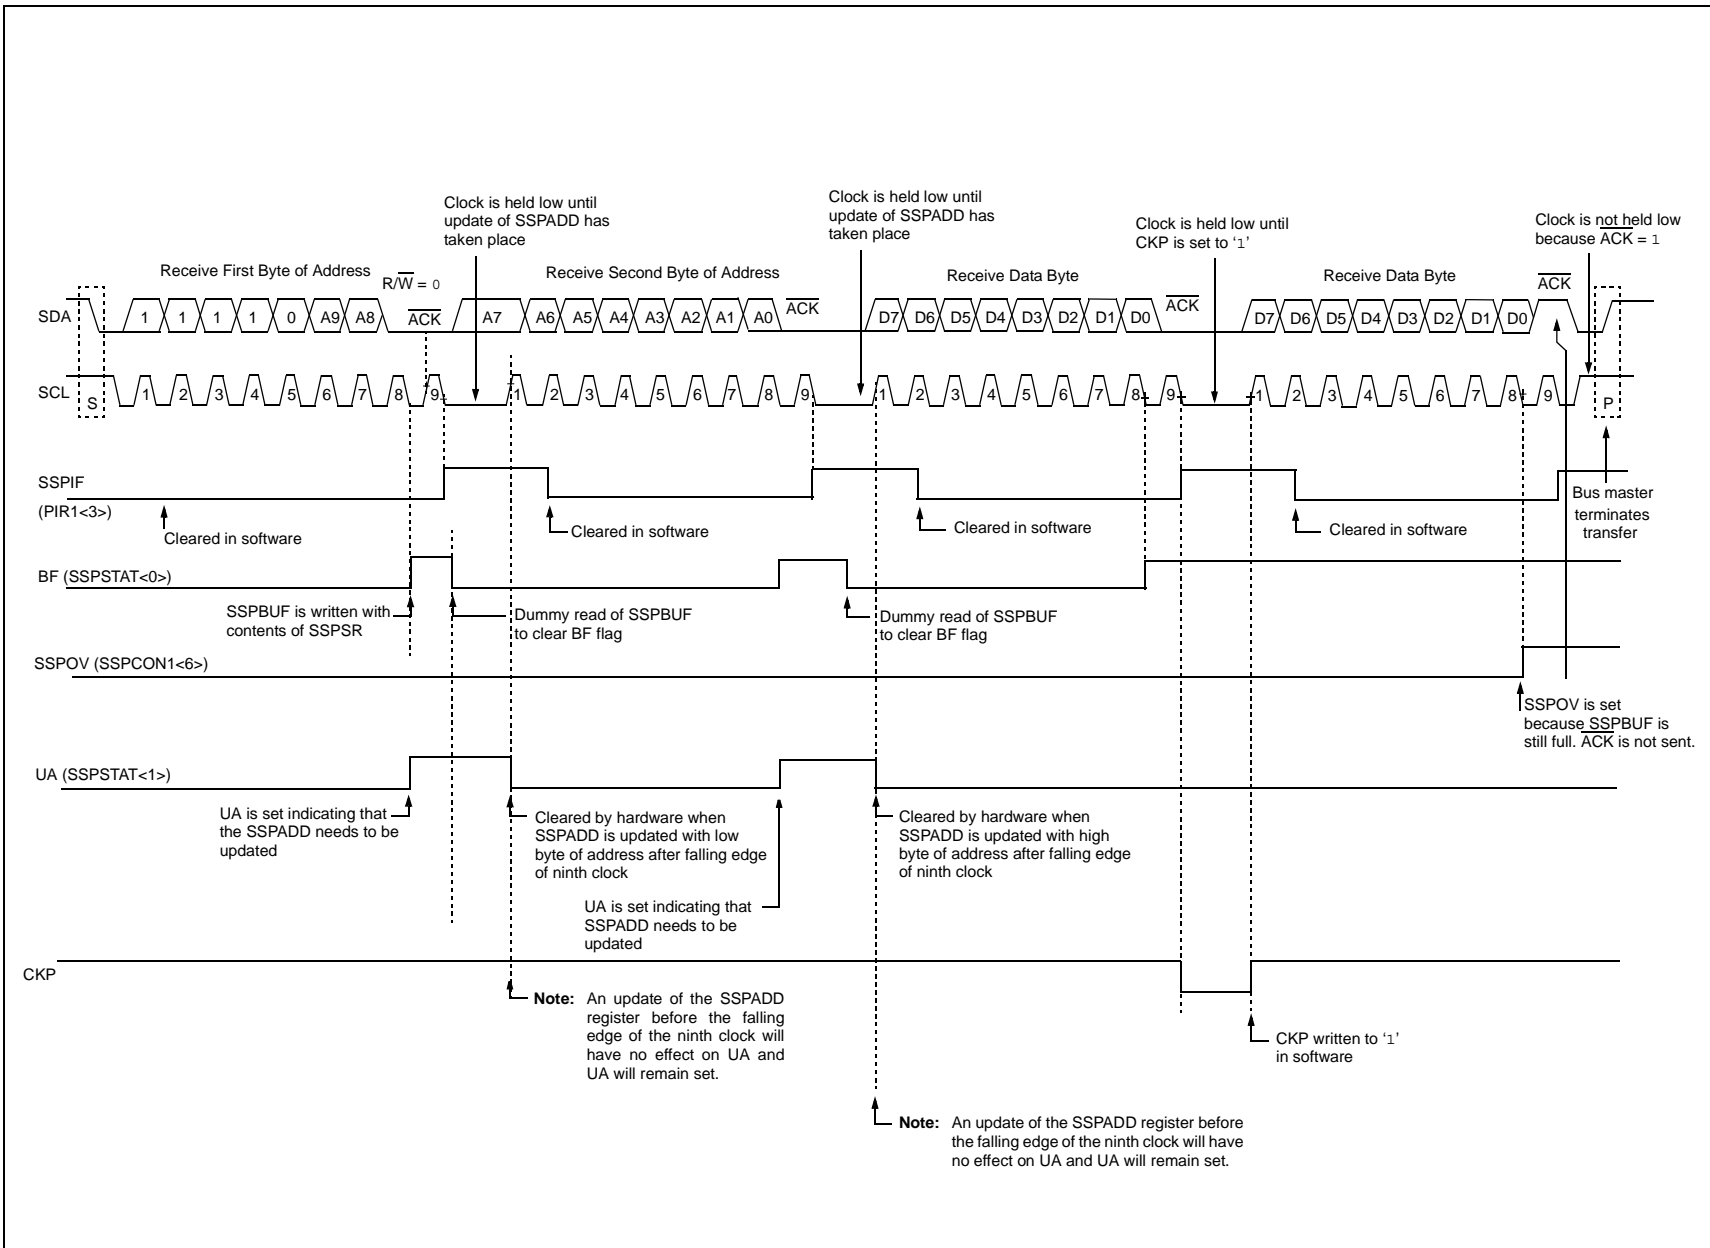 Clock is held low until
update of SSPADD has
taken place
Clock is held low until
update of SSPADD has
taken place
Clock is held low until
CKP is set to ‘1’
Clock is not held low
because ACK = 1
Receive First Byte of Address
R/W = 0
Receive Second Byte of Address
Receive Data Byte
Receive Data Byte
SDA
1 1 1 1 0 A9 A8 ACK A7 A6 A5 A4 A3 A2 A1 A0 ACK D7 D6 D5 D4 D3 D2 D1 D0 ACK D7 D6 D5 D4 D3 D2 D1 D0 ACK
SCL
S 1 2 3 4 5 6 7 8 9 1 2 3 4 5 6 7 8 9 1 2 3 4 5 6 7 8 9 1 2 3 4 5 6 7 8 9 P
SSPIF
(PIR1<3>)
Cleared in software
Cleared in software
Cleared in software
Cleared in software
Bus master
terminates
transfer
BF (SSPSTAT<0>)
SSPBUF is written with
contents of SSPSR
Dummy read of SSPBUF
to clear BF flag
Dummy read of SSPBUF
to clear BF flag
SSPOV (SSPCON1<6>)
SSPOV is set
because SSPBUF is
still full. ACK is not sent.
UA (SSPSTAT<1>)
UA is set indicating that
the SSPADD needs to be
updated
Cleared by hardware when
SSPADD is updated with low
byte of address after falling edge
of ninth clock
UA is set indicating that
SSPADD needs to be
updated
Cleared by hardware when
SSPADD is updated with high
byte of address after falling edge
of ninth clock
CKP
Note: An update of the SSPADD
register before the falling
edge of the ninth clock will
have no effect on UA and
UA will remain set.
CKP written to ‘1’
in software
Note: An update of the SSPADD register before
the falling edge of the ninth clock will have
no effect on UA and UA will remain set.